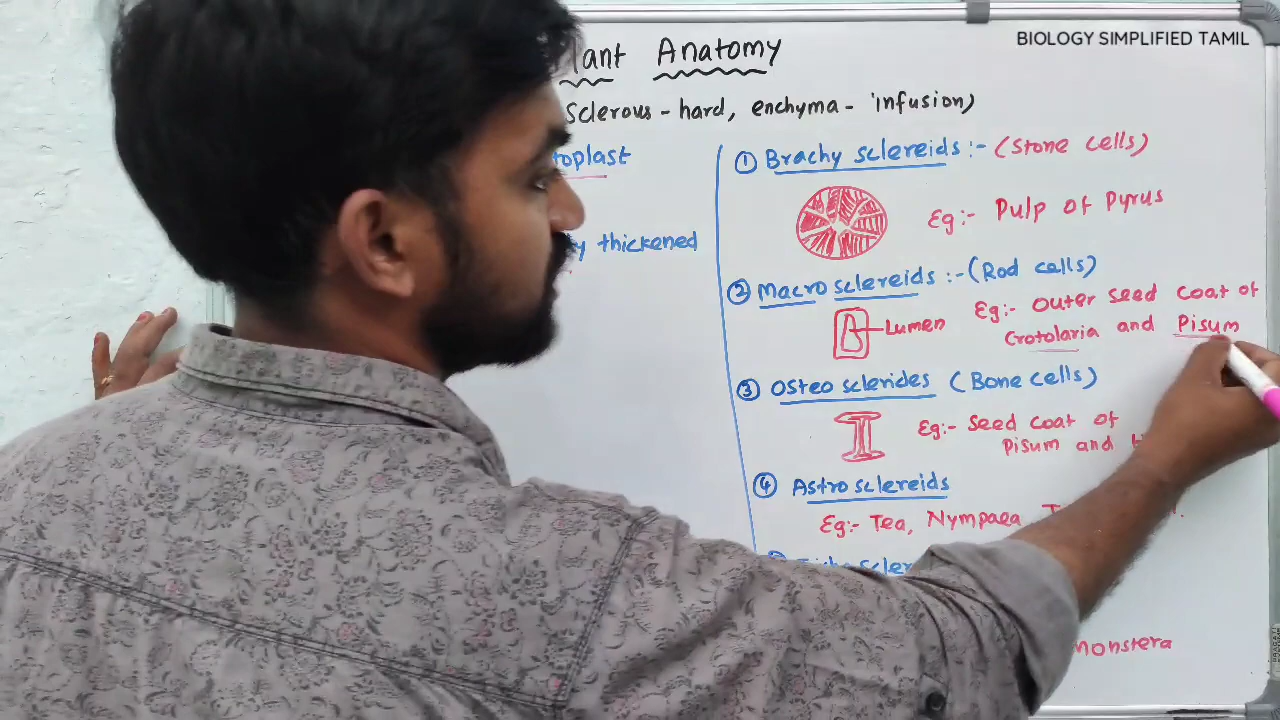 BIOLOGY SIMPLIFIED TAMIL
Anatomy
Sclerous - hard, enchyma - infusion)
① Brachy sclereids :- (Stone cells)
Eg:- Pulp of Pyrus
thickened
② Macro sclereids :- (Rod cells)
Lumen
Eg:- Outer seed coat of
Crotolaria and Pisum
③ Osteo sclerides (Bone cells)
Eg:- Seed coat of
Pisum and
④ Astro sclereids
Eg:- Tea, Nympaea
Monstera